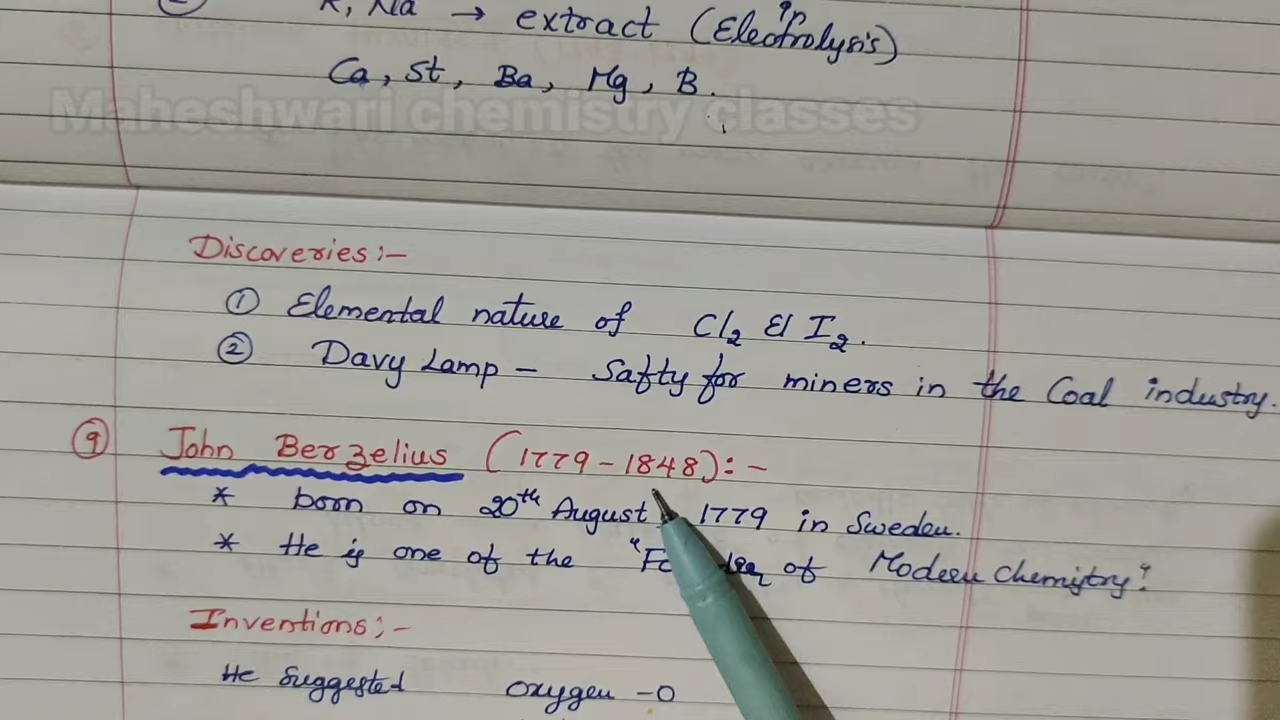 K, Na → extract (Electrolysis)
Ca, St, Ba, Mg, B.
Maheshwari chemistry classes
Discoveries :-
① Elemental nature of Cl₂ & I₂.
② Davy Lamp - Safty for miners in the Coal industry.
⑨ John Berzelius (1779-1848) :-
* born on 20th August 1779 in Sweden.
* He is one of the " of Modern Chemistry"
Inventions :-
He Suggested oxygen - O